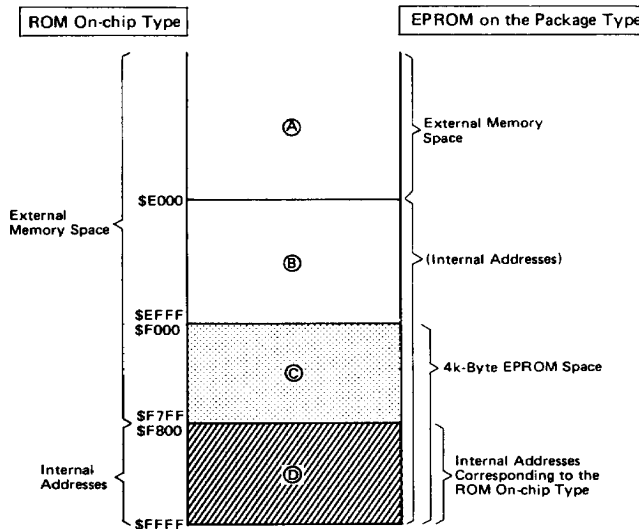 ROM On-chip Type
EPROM on the Package Type
Ⓐ
External Memory
Space
$E000
External
Memory Space
Ⓑ
(Internal Addresses)
$EFFF
$F000
Ⓒ
4k-Byte EPROM Space
$F7FF
$F800
Internal
Addresses
Ⓓ
Internal Addresses
Corresponding to the
ROM On-chip Type
$FFFF